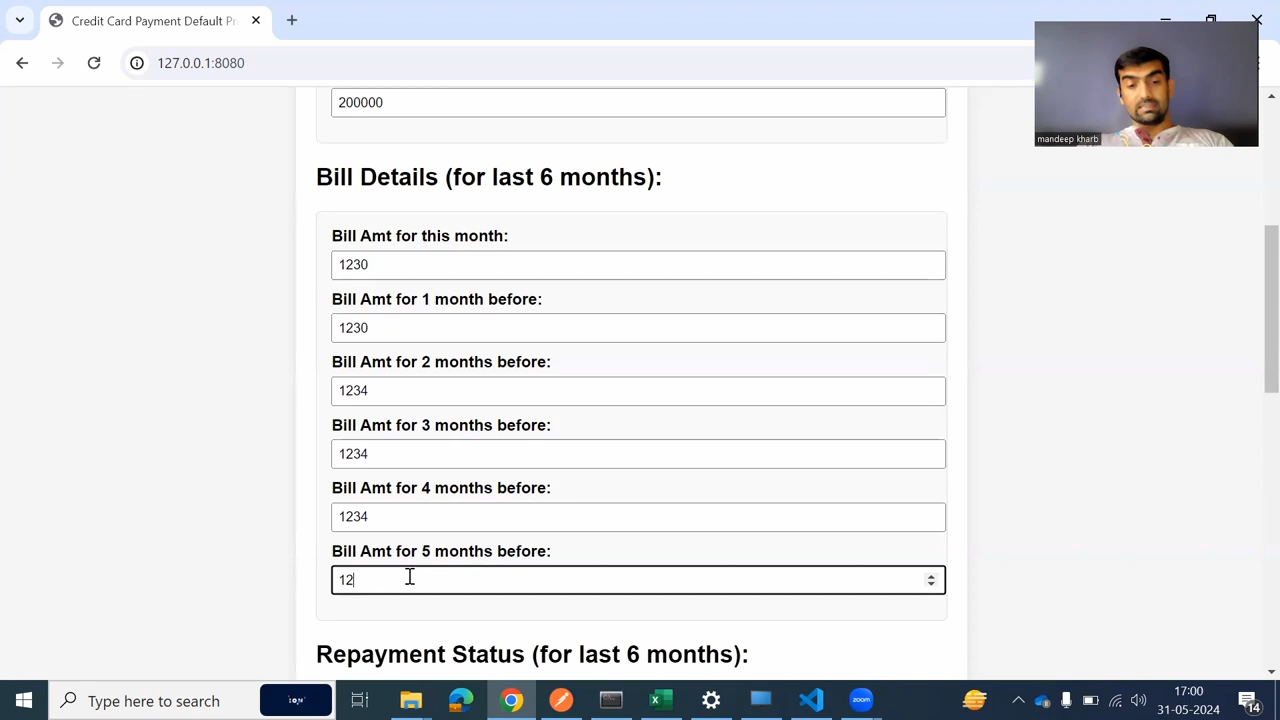 Credit Card Payment Default Pr
127.0.0.1:8080
mandeep kharb
200000
Bill Details (for last 6 months):
Bill Amt for this month:
1230
Bill Amt for 1 month before:
1230
Bill Amt for 2 months before:
1234
Bill Amt for 3 months before:
1234
Bill Amt for 4 months before:
1234
Bill Amt for 5 months before:
12
Repayment Status (for last 6 months):
Type here to search
zoom
17:00
31-05-2024
14